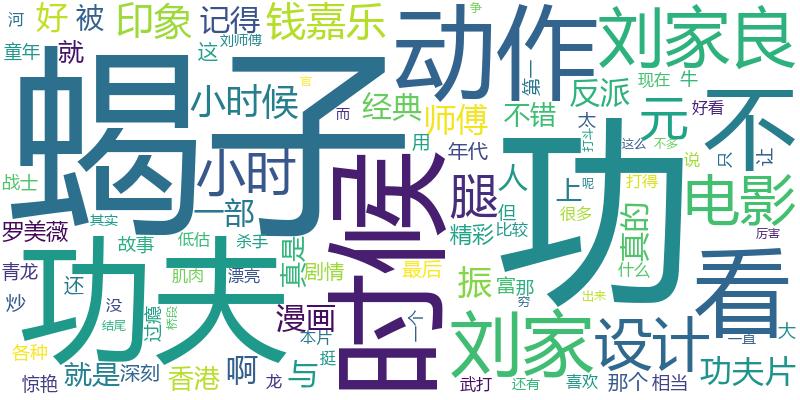 河
好
被
印象
记得
钱嘉乐
动作
争
刘家良
童年
就
这
刘师傅
言
而
第一
反派
现在
牛
蝎子
小时候
经典
师傅
不错
元
太
好看
不
小时
时候
用
年代
功
打斗
这么
不多
说
只
让
战士
一部
腿
人
上
真的
打得
电影
呢
罗美薇
其实
但
精彩
比较
很多
厉害
功夫
故事
低估
杀手
真是
剧情
最后
振
富
那
什么
看
青龙
还
肌肉
漂亮
穷
出来
炒
没
过瘾
桥段
漫画
一个
刘家
设计
结尾
本片
一直
大
各种
挺
功夫片
惊艳
就是
深刻
香港
啊
龙
与
武打
还有
喜欢
那个
相当